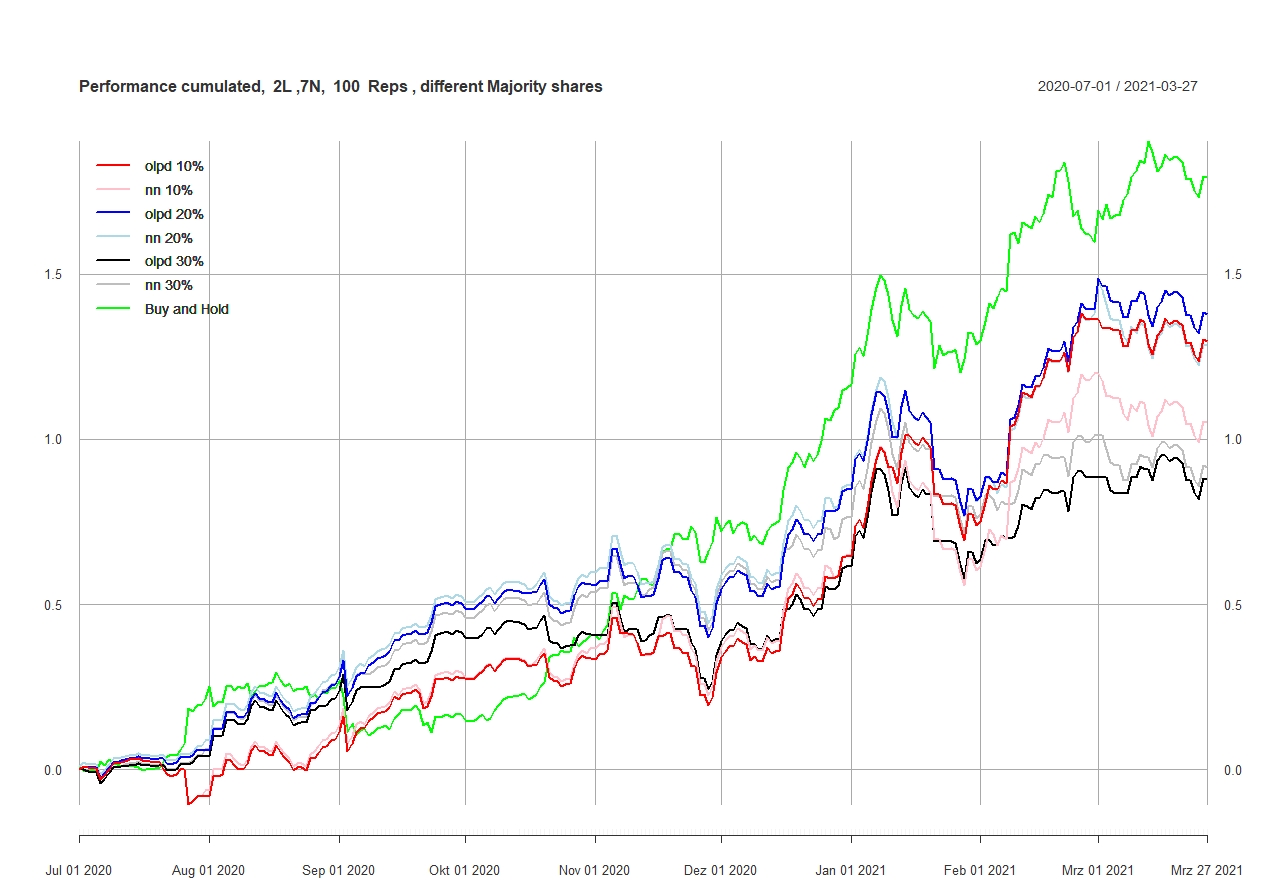 Performance cumulated,  2L ,7N,  100  Reps , different Majority shares
2020-07-01 / 2021-03-27
olpd 10%
nn 10%
olpd 20%
nn 20%
olpd 30%
nn 30%
Buy and Hold
1.5 1.5
1.0 1.0
0.5 0.5
0.0 0.0
Jul 01 2020 Aug 01 2020 Sep 01 2020 Okt 01 2020 Nov 01 2020 Dez 01 2020 Jan 01 2021 Feb 01 2021 Mrz 01 2021 Mrz 27 2021